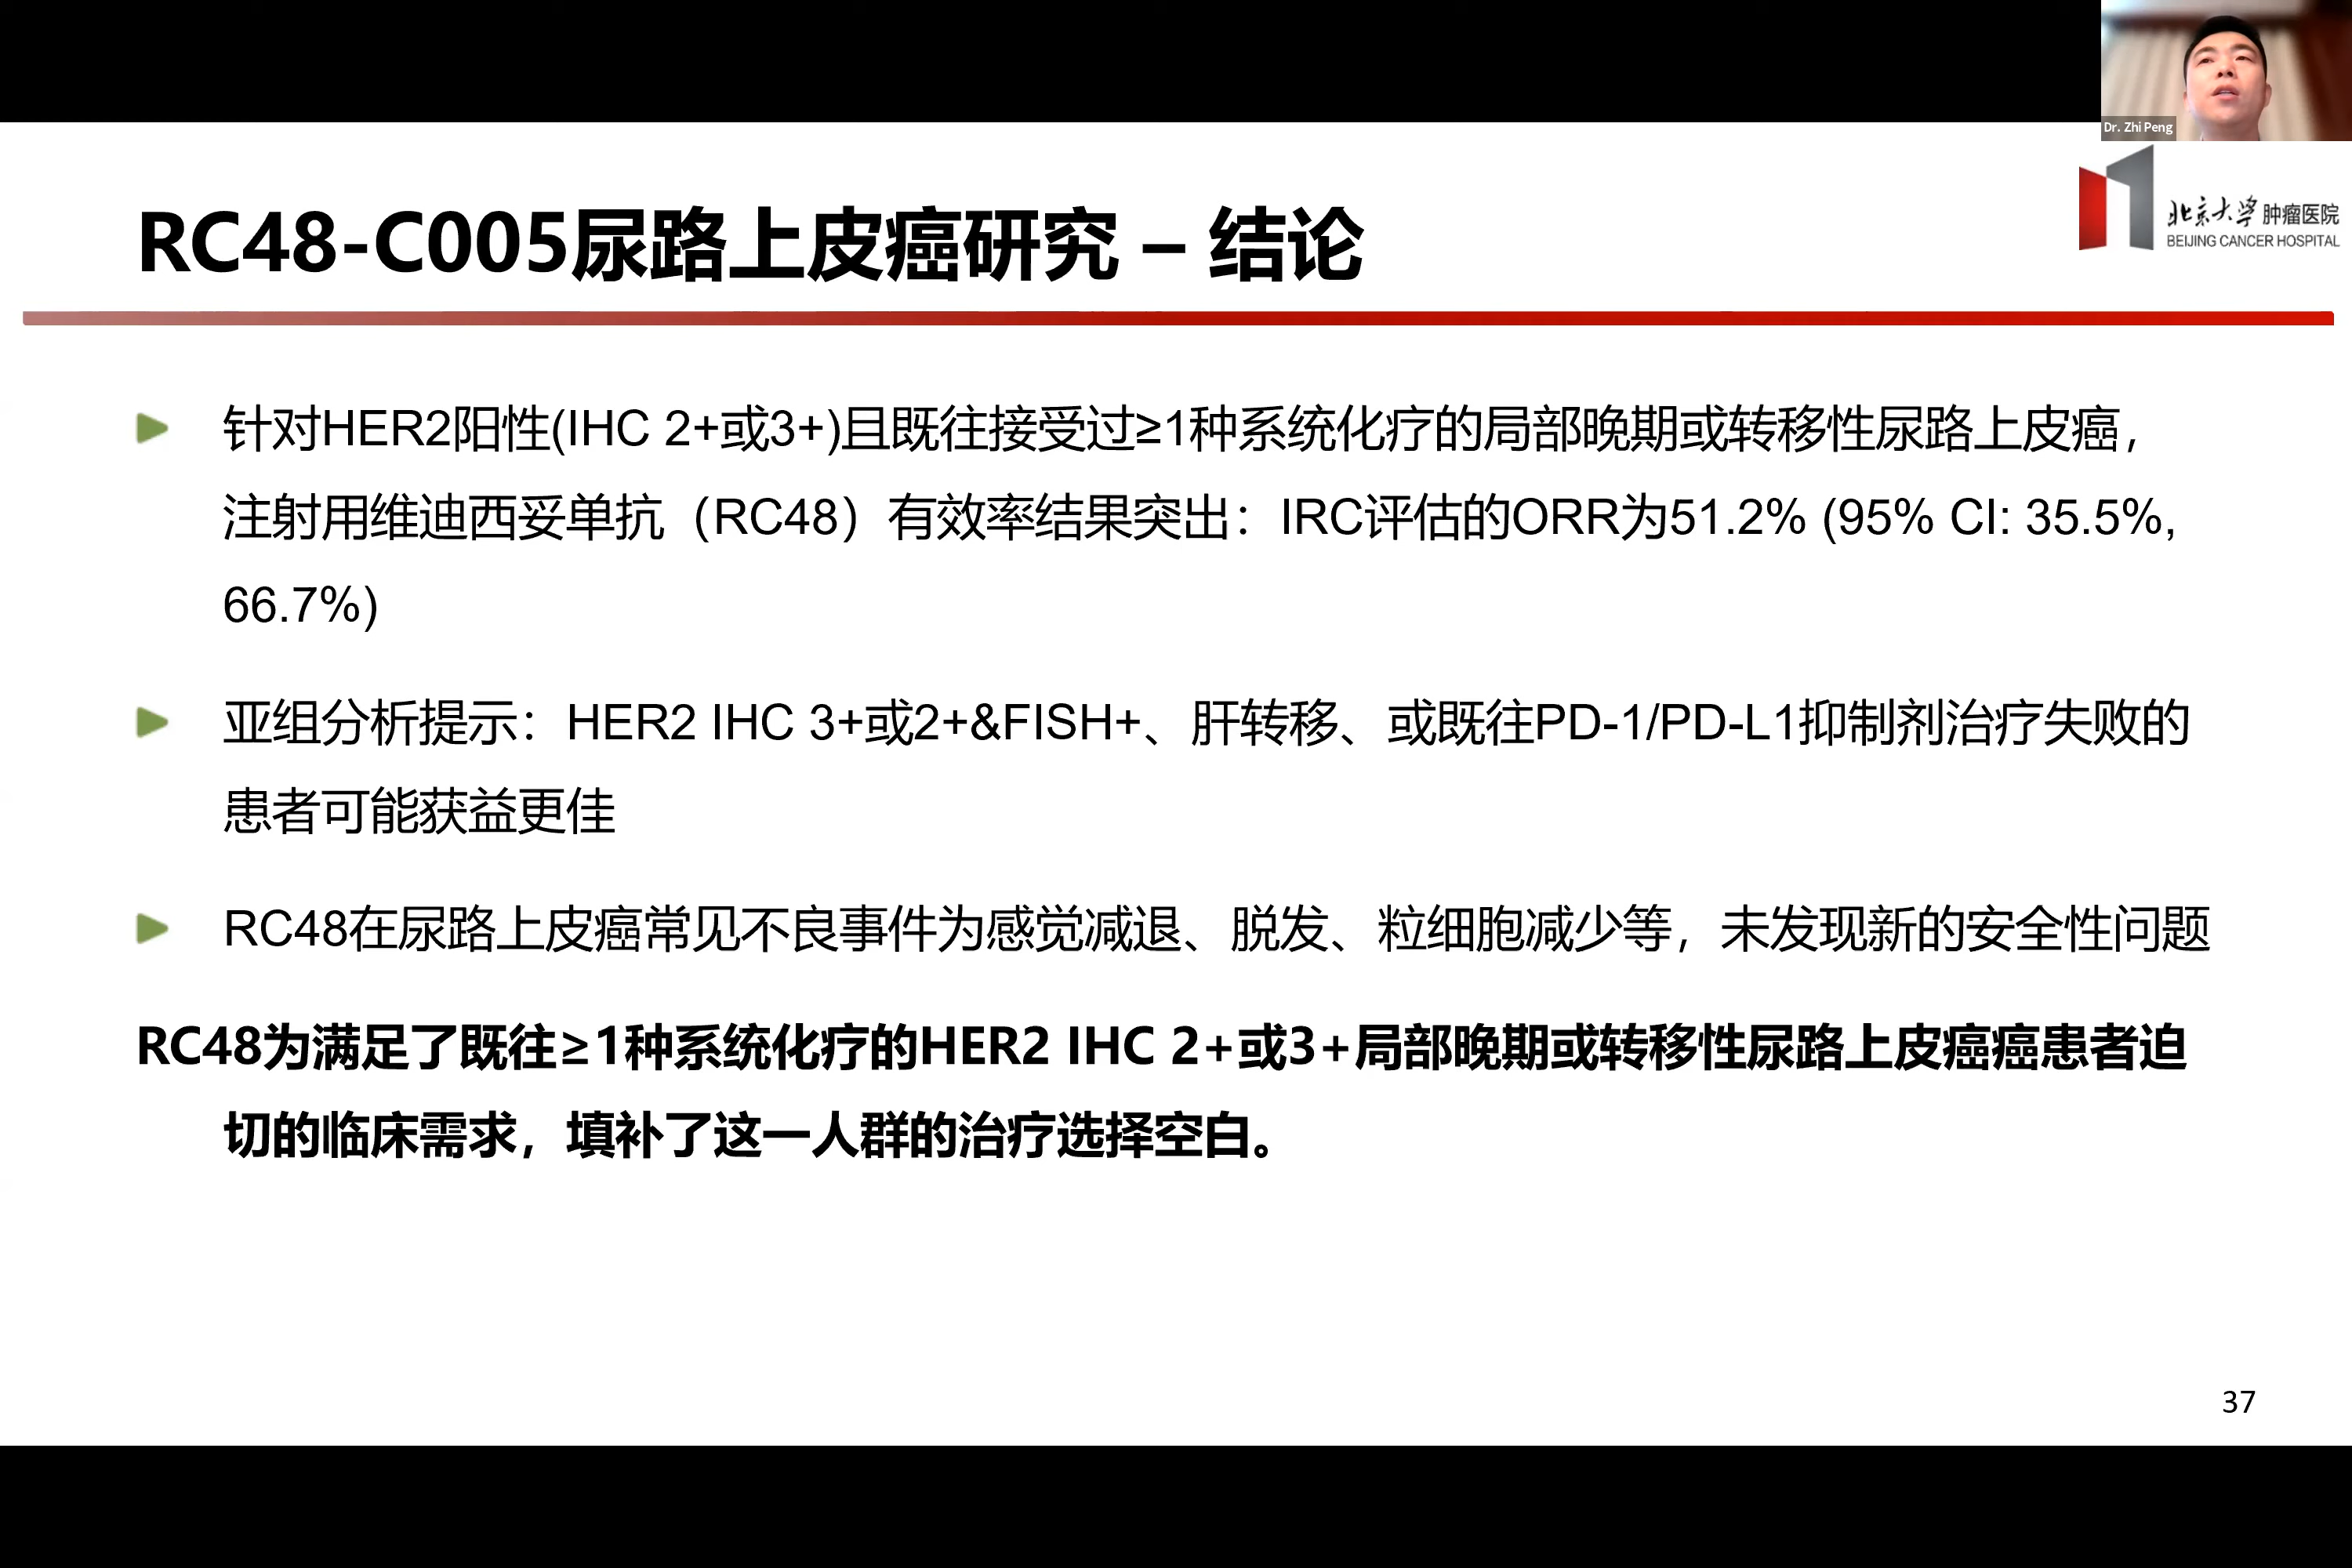 Dr. Zhi Peng
北京大学肿瘤医院
BEIJING CANCER HOSPITAL
RC48-C005尿路上皮癌研究 – 结论
针对HER2阳性(IHC 2+或3+)且既往接受过≥1种系统化疗的局部晚期或转移性尿路上皮癌，
注射用维迪西妥单抗（RC48）有效率结果突出：IRC评估的ORR为51.2% (95% CI: 35.5%,
66.7%)
亚组分析提示：HER2 IHC 3+或2+&FISH+、肝转移、或既往PD-1/PD-L1抑制剂治疗失败的
患者可能获益更佳
RC48在尿路上皮癌常见不良事件为感觉减退、脱发、粒细胞减少等，未发现新的安全性问题
RC48为满足了既往≥1种系统化疗的HER2 IHC 2+或3+局部晚期或转移性尿路上皮癌癌患者迫
切的临床需求，填补了这一人群的治疗选择空白。
37